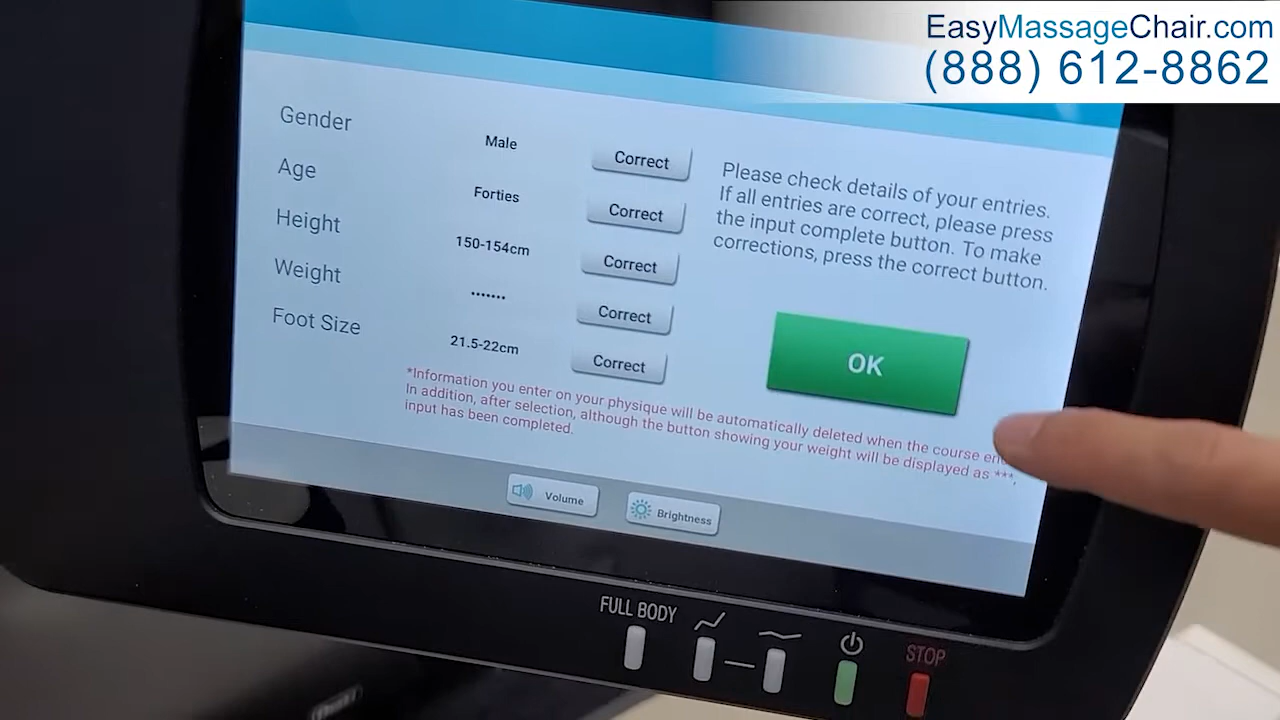 EasyMassageChair.com
(888) 612-8862
Gender
Male
Correct
Age
Forties
Correct
Height
150-154cm
Correct
Weight
•••••••
Correct
Foot Size
21.5-22cm
Correct
Please check details of your entries.
If all entries are correct, please press
the input complete button. To make
corrections, press the correct button.
OK
*Information you enter on your physique will be automatically deleted when the course
In addition, after selection, although the button showing your weight will be displayed as ***,
input has been completed.
Volume
Brightness
FULL BODY
STOP